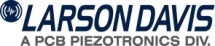 LARSON DAVIS
A PCB PIEZOTRONICS DIV.